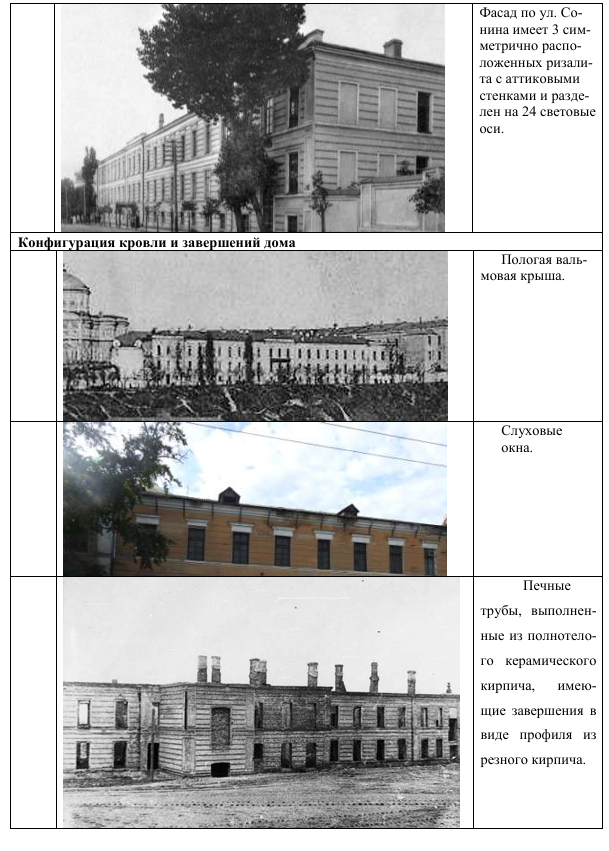 Фасад по ул. Со-
нина имеет 3 сим-
метрично распо-
ложенных ризали-
та с аттиковыми
стенками и разде-
лен на 24 световые
оси.
Конфигурация кровли и завершений дома
Пологая валь-
мовая крыша.
Слуховые
окна.
Печные
трубы, выполнен-
ные из полнотело-
го керамического
кирпича, имею-
щие завершения в
виде профиля из
резного кирпича.